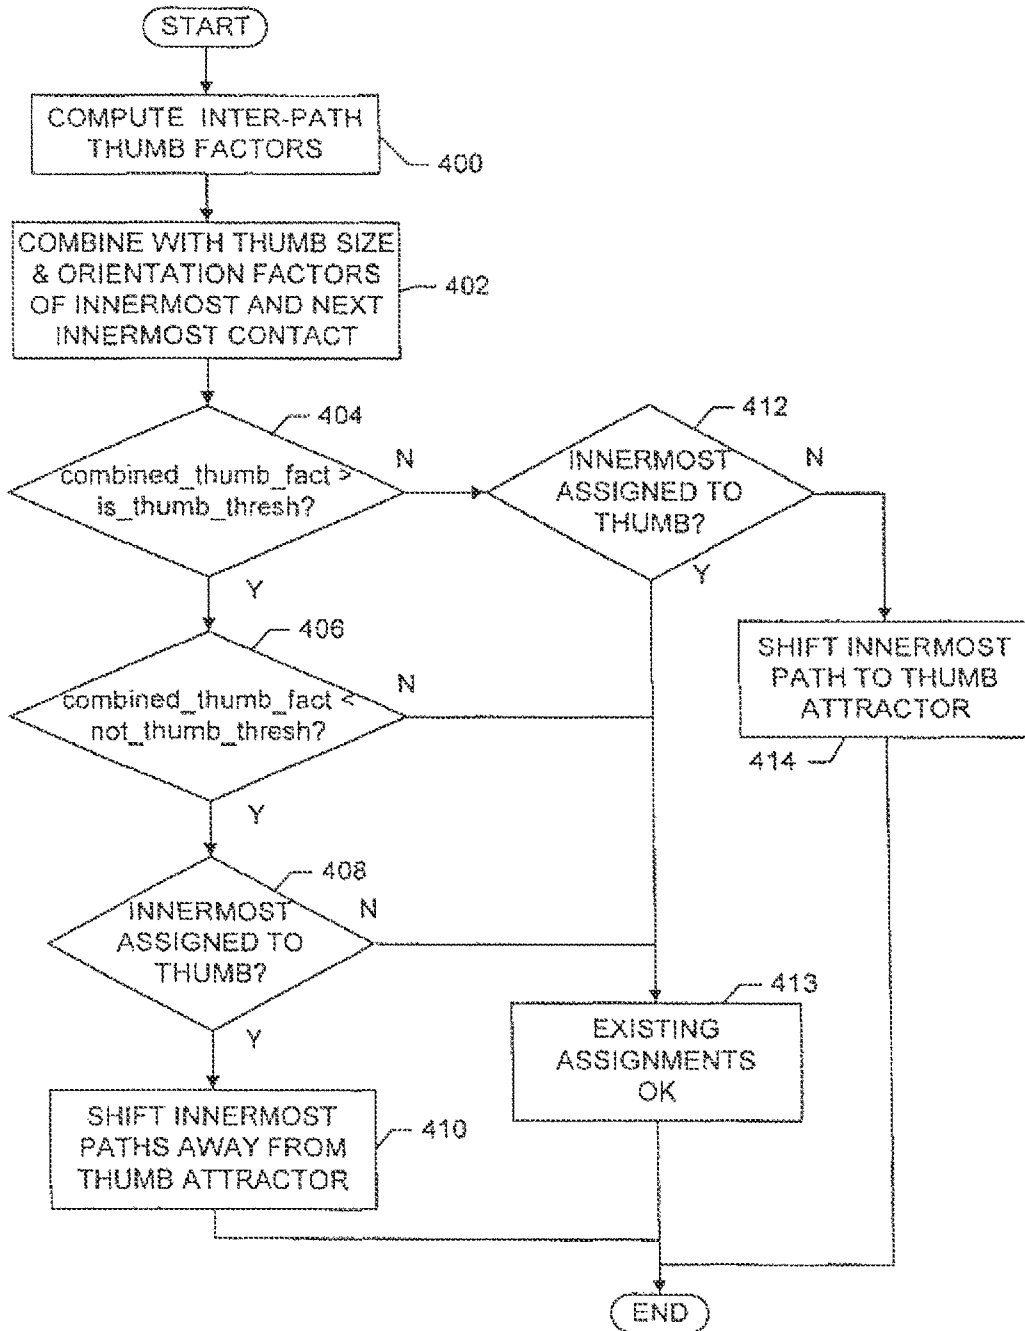 START
COMPUTE INTER-PATH
THUMB FACTORS
400
COMBINE WITH THUMB SIZE
& ORIENTATION FACTORS
OF INNERMOST AND NEXT
INNERMOST CONTACT
402
404
combined_thumb_fact >
is_thumb_thresh?
N
Y
412
INNERMOST
ASSIGNED TO
THUMB?
N
Y
406
combined_thumb_fact <
not_thumb_thresh?
N
Y
SHIFT INNERMOST
PATH TO THUMB
ATTRACTOR
414
408
INNERMOST
ASSIGNED TO
THUMB?
N
Y
413
EXISTING
ASSIGNMENTS
OK
SHIFT INNERMOST
PATHS AWAY FROM
THUMB ATTRACTOR
410
END